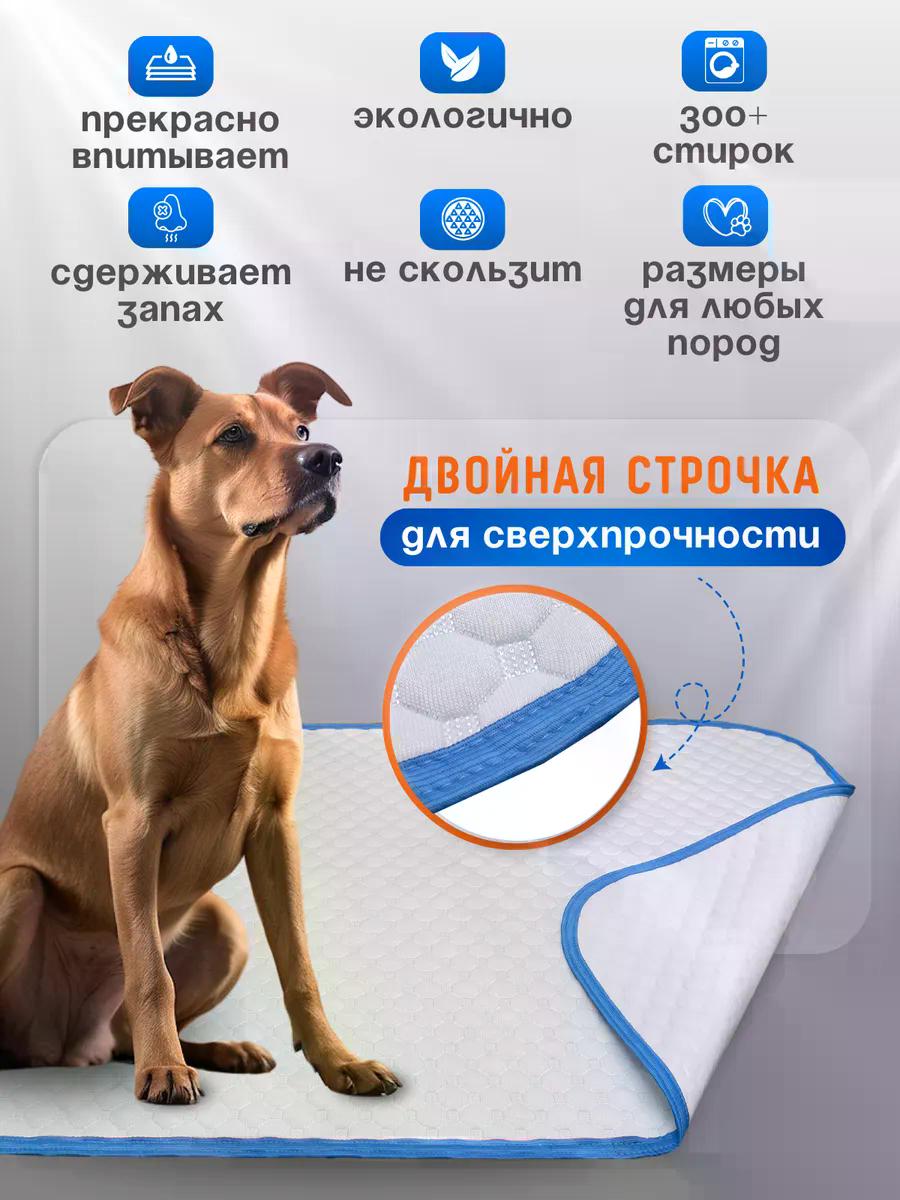 прекрасно
впитывает
экологично
300+
стирок
сдерживает
запах
не скользит
размеры
для любых
пород
ДВОЙНАЯ СТРОЧКА
для сверхпрочности